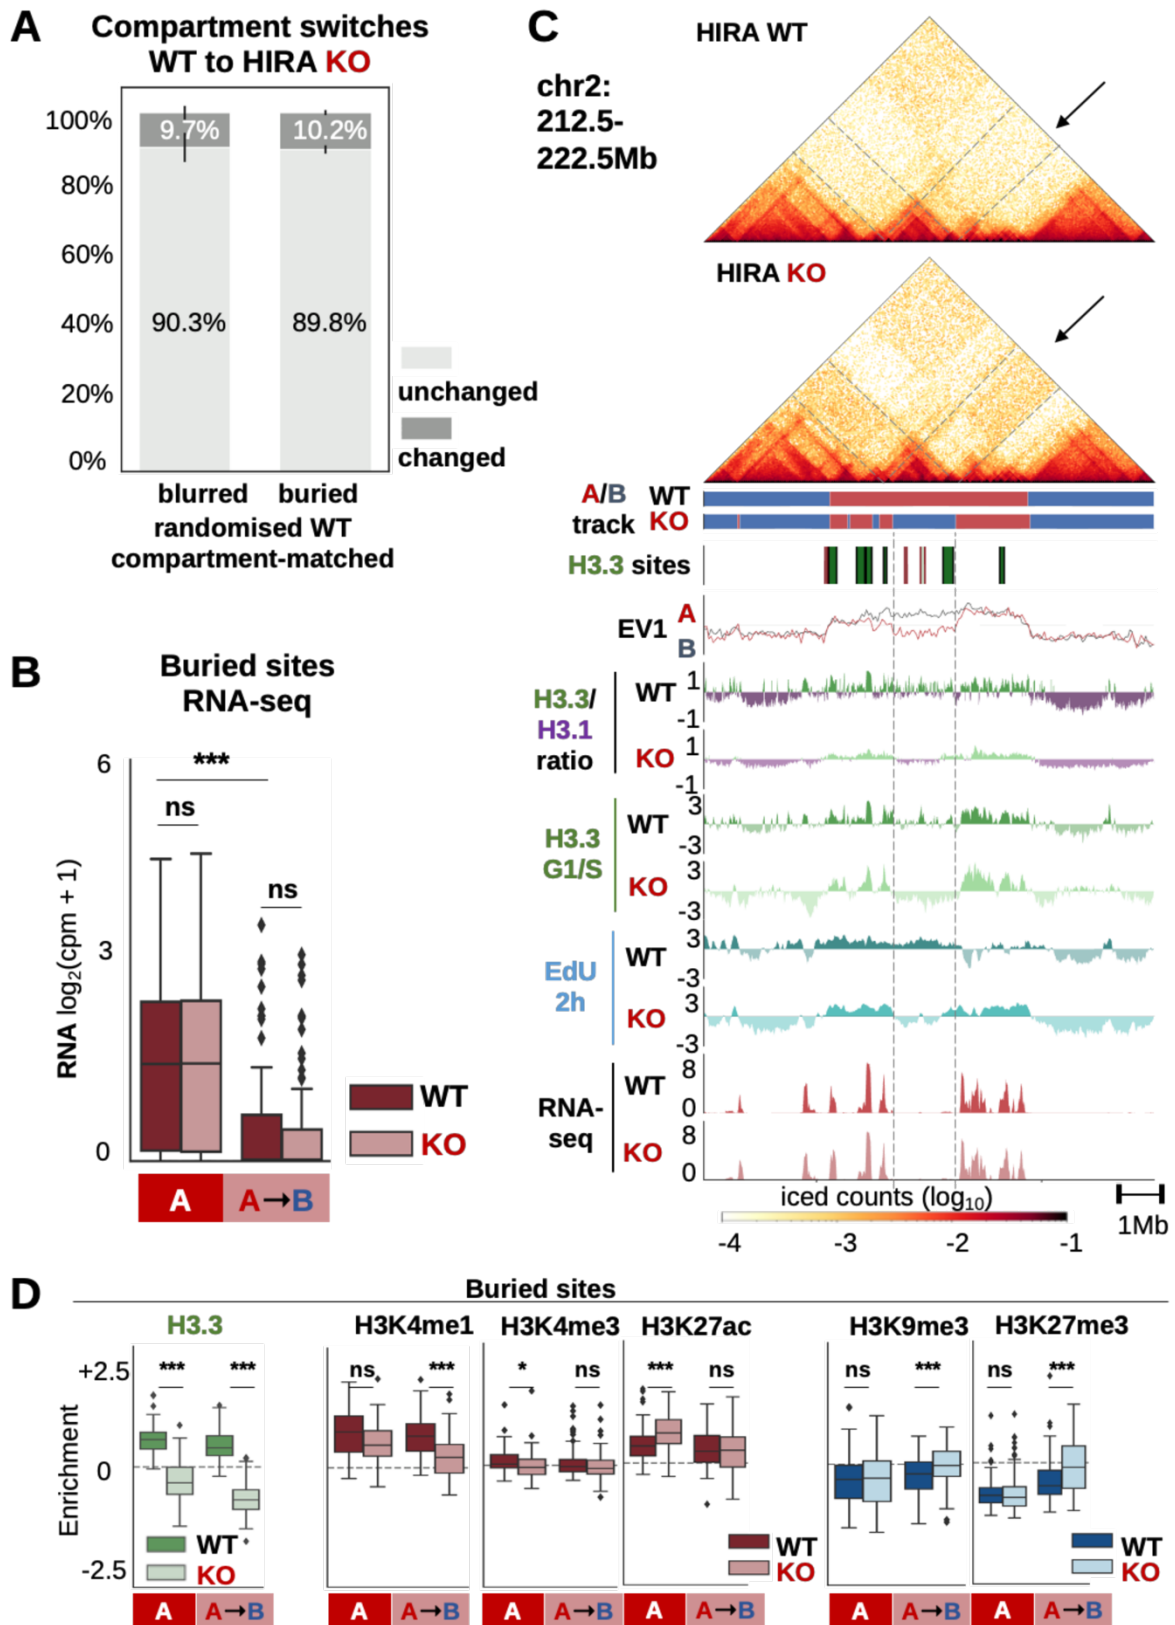 A
Compartment switches
WT to HIRA KO
100%
80%
60%
40%
20%
0%
9.7%
10.2%
90.3%
89.8%
unchanged
changed
blurred
buried
randomised WT
compartment-matched
B
Buried sites
RNA-seq
RNA log2(cpm + 1)
6
3
0
***
ns
ns
WT
KO
A
A→B
C
HIRA WT
chr2:
212.5-
222.5Mb
HIRA KO
A/B
track
WT
KO
H3.3 sites
EV1
A
B
H3.3/
H3.1
ratio
WT
1
-1
KO
1
-1
H3.3
G1/S
WT
3
-3
KO
3
-3
EdU
2h
WT
3
-3
KO
3
-3
RNA-
seq
WT
8
0
KO
8
0
iced counts (log10)
-4
-3
-2
-1
1Mb
D
Buried sites
H3.3
H3K4me1
H3K4me3
H3K27ac
H3K9me3
H3K27me3
Enrichment
+2.5
0
-2.5
***
***
ns
***
*
ns
***
ns
ns
***
ns
***
WT
KO
WT
KO
WT
KO
A
A→B
A
A→B
A
A→B
A
A→B
A
A→B
A
A→B